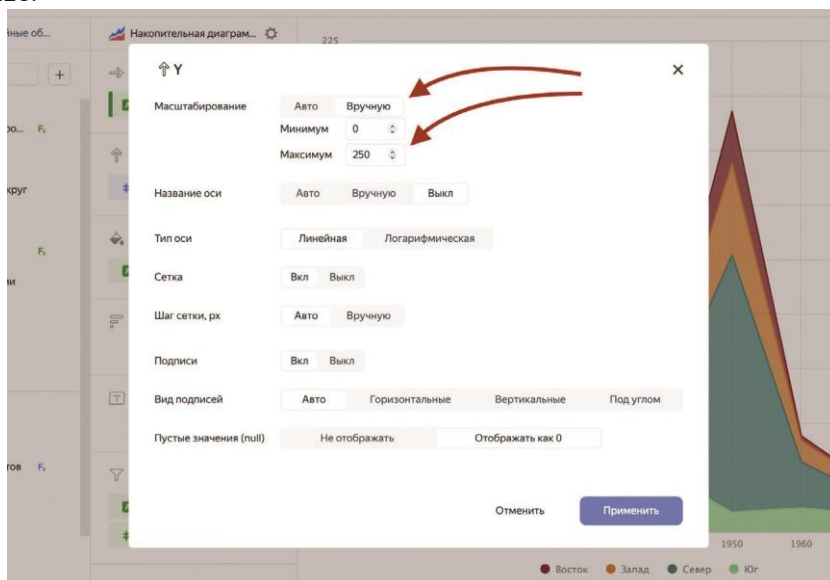 Накопительная диаграм...
225
Y
Масштабирование Авто Вручную
Минимум 0
Максимум 250
Название оси Авто Вручную Выкл
Тип оси Линейная Логарифмическая
Сетка Вкл Выкл
Шаг сетки, px Авто Вручную
Подписи Вкл Выкл
Вид подписей Авто Горизонтальные Вертикальные Под углом
Пустые значения (null) Не отображать Отображать как 0
Отменить Применить
1950 1960
Восток Запад Север Юг